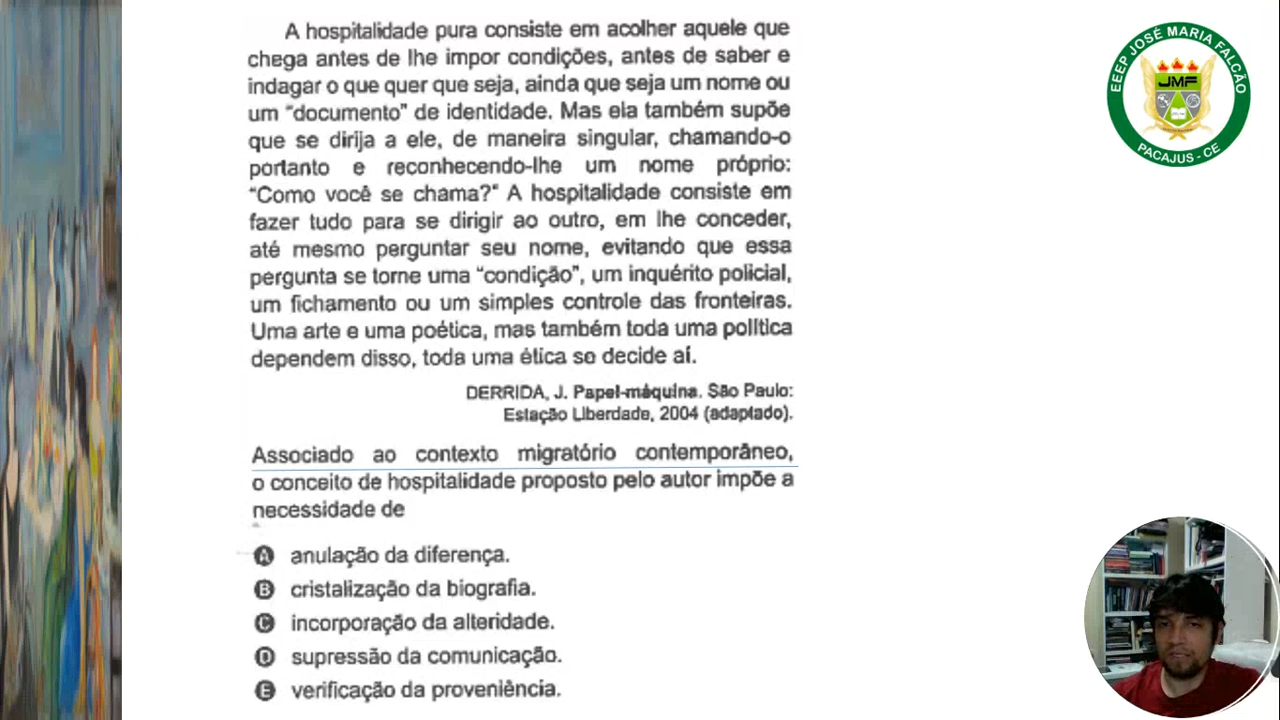 A hospitalidade pura consiste em acolher aquele que
chega antes de lhe impor condições, antes de saber e
indagar o que quer que seja, ainda que seja um nome ou
um "documento" de identidade. Mas ela também supõe
que se dirija a ele, de maneira singular, chamando-o
portanto e reconhecendo-lhe um nome próprio:
"Como você se chama?" A hospitalidade consiste em
fazer tudo para se dirigir ao outro, em lhe conceder,
até mesmo perguntar seu nome, evitando que essa
pergunta se torne uma "condição", um inquérito policial,
um fichamento ou um simples controle das fronteiras.
Uma arte e uma poética, mas também toda uma política
dependem disso, toda uma ética se decide aí.
DERRIDA, J. Papel-máquina. São Paulo:
Estação Liberdade, 2004 (adaptado).
Associado ao contexto migratório contemporâneo,
o conceito de hospitalidade proposto pelo autor impõe a
necessidade de
A anulação da diferença.
B cristalização da biografia.
C incorporação da alteridade.
D supressão da comunicação.
E verificação da proveniência.
EEEP JOSÉ MARIA FALCÃO
JMF
PACAJUS - CE